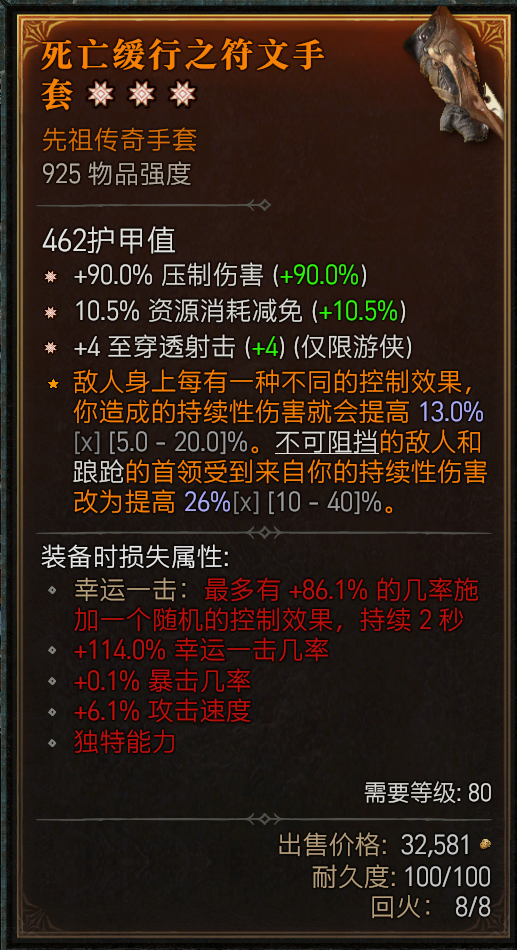 死亡缓行之符文手
套
先祖传奇手套
925 物品强度
462护甲值
+90.0% 压制伤害 (+90.0%)
10.5% 资源消耗减免 (+10.5%)
+4 至穿透射击 (+4) (仅限游侠)
敌人身上每有一种不同的控制效果，
你造成的持续性伤害就会提高 13.0%
[x] [5.0 - 20.0]%。不可阻挡的敌人和
踉跄的首领受到来自你的持续性伤害
改为提高 26%[x] [10 - 40]%。
装备时损失属性:
幸运一击：最多有 +86.1% 的几率施
加一个随机的控制效果，持续 2 秒
+114.0% 幸运一击几率
+0.1% 暴击几率
+6.1% 攻击速度
独特能力
需要等级: 80
出售价格: 32,581
耐久度: 100/100
回火： 8/8